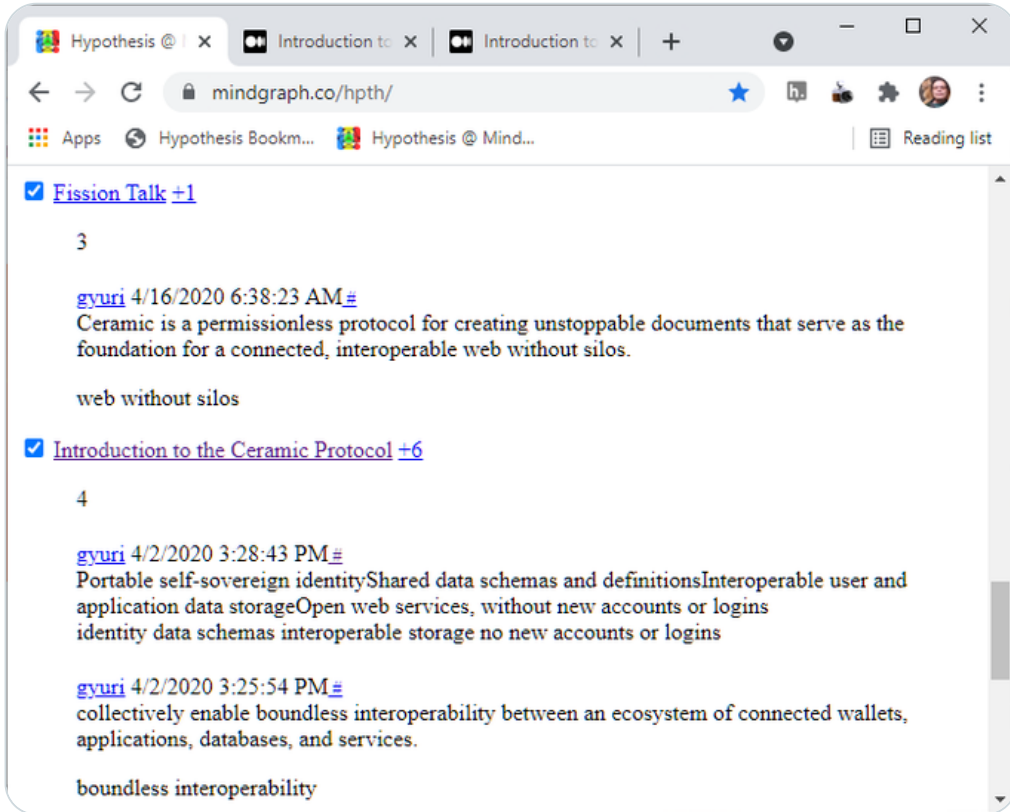 Hypothesis @
Introduction to
Introduction to
mindgraph.co/hpth/
h.
Apps
Hypothesis Bookm...
Hypothesis @ Mind...
Reading list
Fission Talk +1
3
gyuri 4/16/2020 6:38:23 AM #
Ceramic is a permissionless protocol for creating unstoppable documents that serve as the
foundation for a connected, interoperable web without silos.
web without silos
Introduction to the Ceramic Protocol +6
4
gyuri 4/2/2020 3:28:43 PM #
Portable self-sovereign identityShared data schemas and definitionsInteroperable user and
application data storageOpen web services, without new accounts or logins
identity data schemas interoperable storage no new accounts or logins
gyuri 4/2/2020 3:25:54 PM #
collectively enable boundless interoperability between an ecosystem of connected wallets,
applications, databases, and services.
boundless interoperability